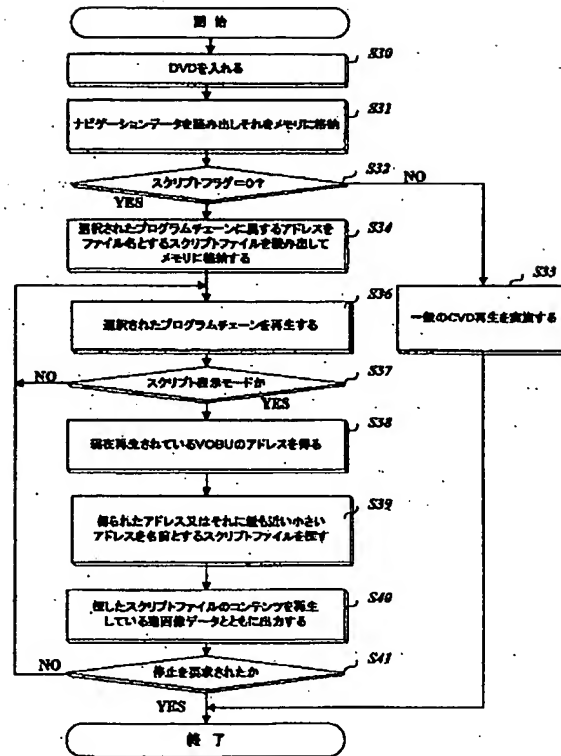 開始
S30
DVDを入れる
S31
ナビゲーションデータを読み出しそれをメモリに格納
S32
スクリプトフラグ=0?
NO
YES
S34
選択されたプログラムチェーンに属するアドレスを
ファイル名とするスクリプトファイルを読み出して
メモリに格納する
S33
一般のCVD再生を実施する
S36
選択されたプログラムチェーンを再生する
S37
NO
スクリプト表示モードか
YES
S38
現在再生されているVOBUのアドレスを得る
S39
得られたアドレス又はそれに最も近い小さい
アドレスを名前とするスクリプトファイルを探す
S40
探したスクリプトファイルのコンテンツを再生
している動画像データとともに出力する
S41
NO
停止を要求されたか
YES
終了